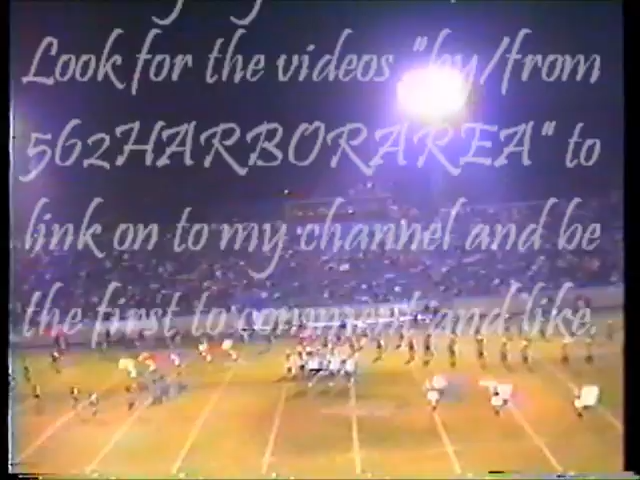 Look for the videos "by/from
562HARBORAREA" to
link on to my channel and be
the first to comment and like.